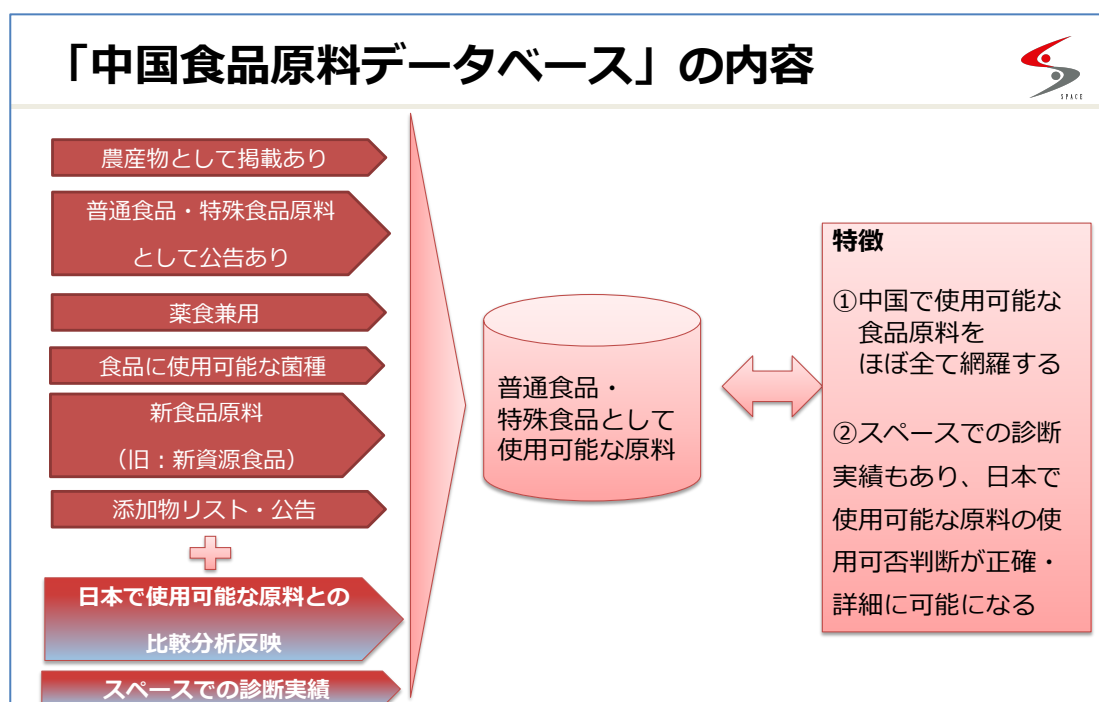 「中国食品原料データベース」の内容
SPACE
農産物として掲載あり
普通食品・特殊食品原料
として公告あり
薬食兼用
食品に使用可能な菌種
新食品原料
（旧：新資源食品）
添加物リスト・公告
日本で使用可能な原料との
比較分析反映
スペースでの診断実績
普通食品・
特殊食品として
使用可能な原料
特徴
①中国で使用可能な
食品原料を
ほぼ全て網羅する
②スペースでの診断
実績もあり、日本で
使用可能な原料の使
用可否判断が正確・
詳細に可能になる